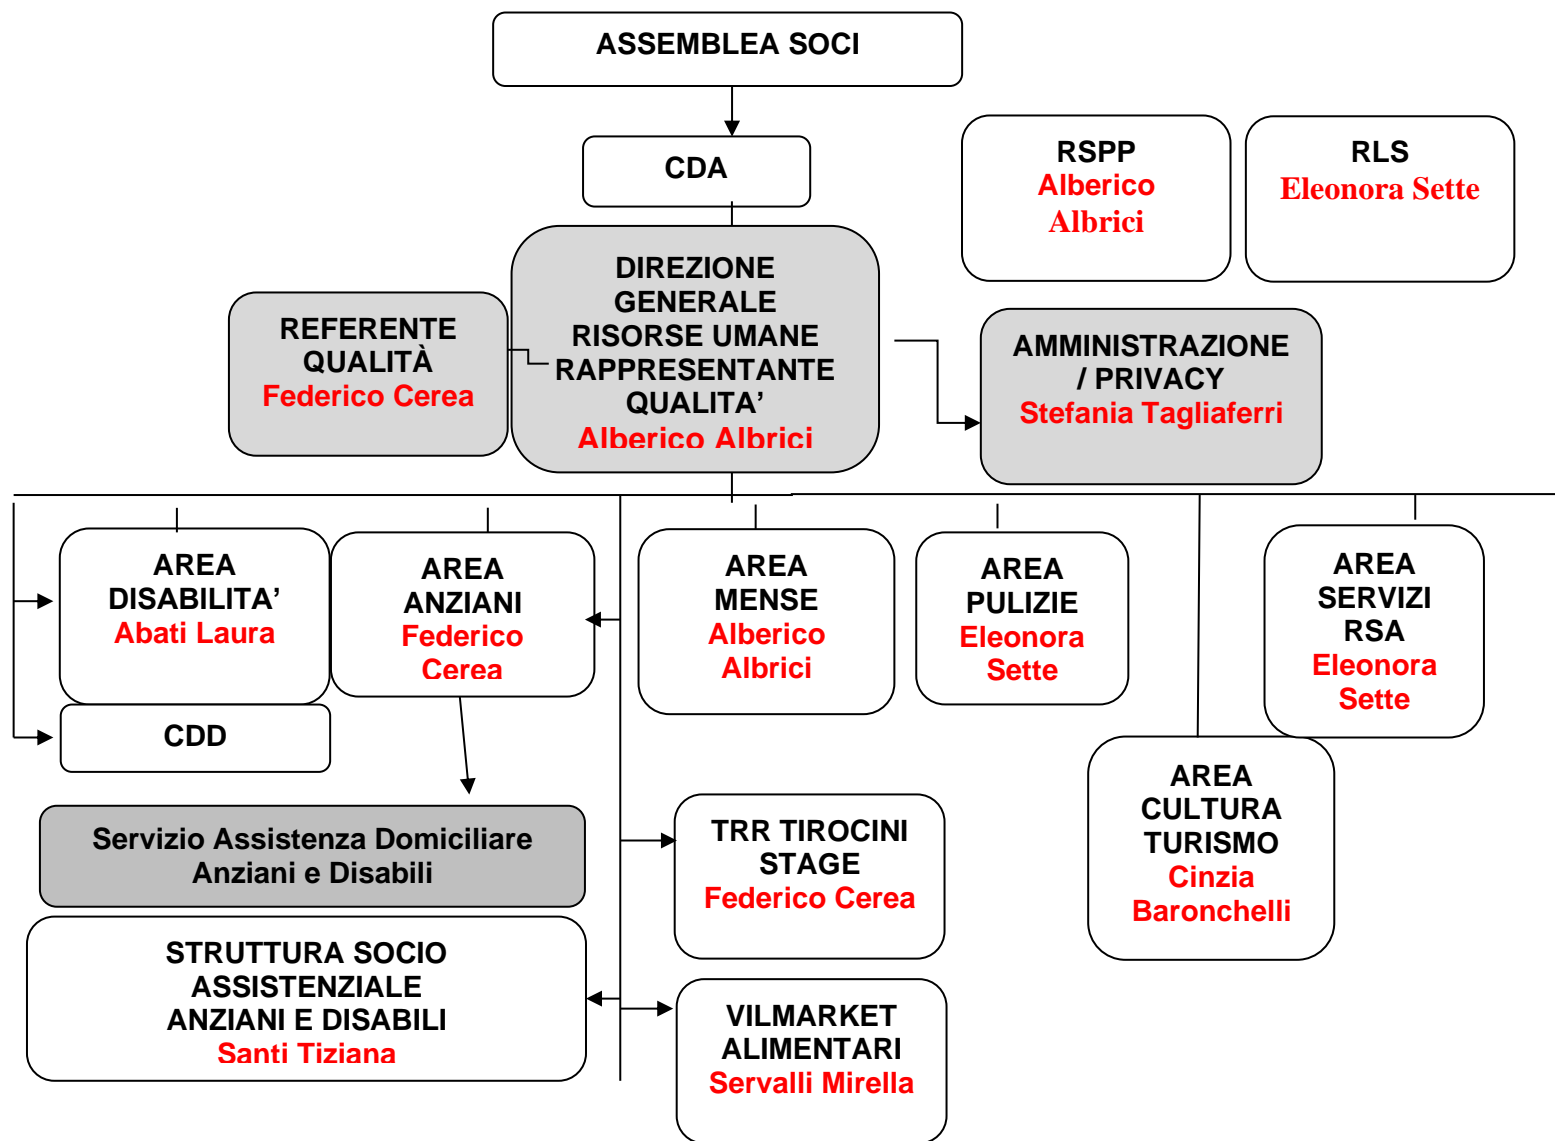 ASSEMBLEA SOCI
CDA
RSPP
Alberico
Albrici
RLS
Eleonora Sette
REFERENTE
QUALITÀ
Federico Cerea
DIREZIONE
GENERALE
RISORSE UMANE
RAPPRESENTANTE
QUALITA’
Alberico Albrici
AMMINISTRAZIONE
/ PRIVACY
Stefania Tagliaferri
AREA
DISABILITA’
Abati Laura
CDD
AREA
ANZIANI
Federico
Cerea
AREA
MENSE
Alberico
Albrici
AREA
PULIZIE
Eleonora
Sette
AREA
SERVIZI
RSA
Eleonora
Sette
AREA
CULTURA
TURISMO
Cinzia
Baronchelli
Servizio Assistenza Domiciliare
Anziani e Disabili
TRR TIROCINI
STAGE
Federico Cerea
STRUTTURA SOCIO
ASSISTENZIALE
ANZIANI E DISABILI
Santi Tiziana
VILMARKET
ALIMENTARI
Servalli Mirella